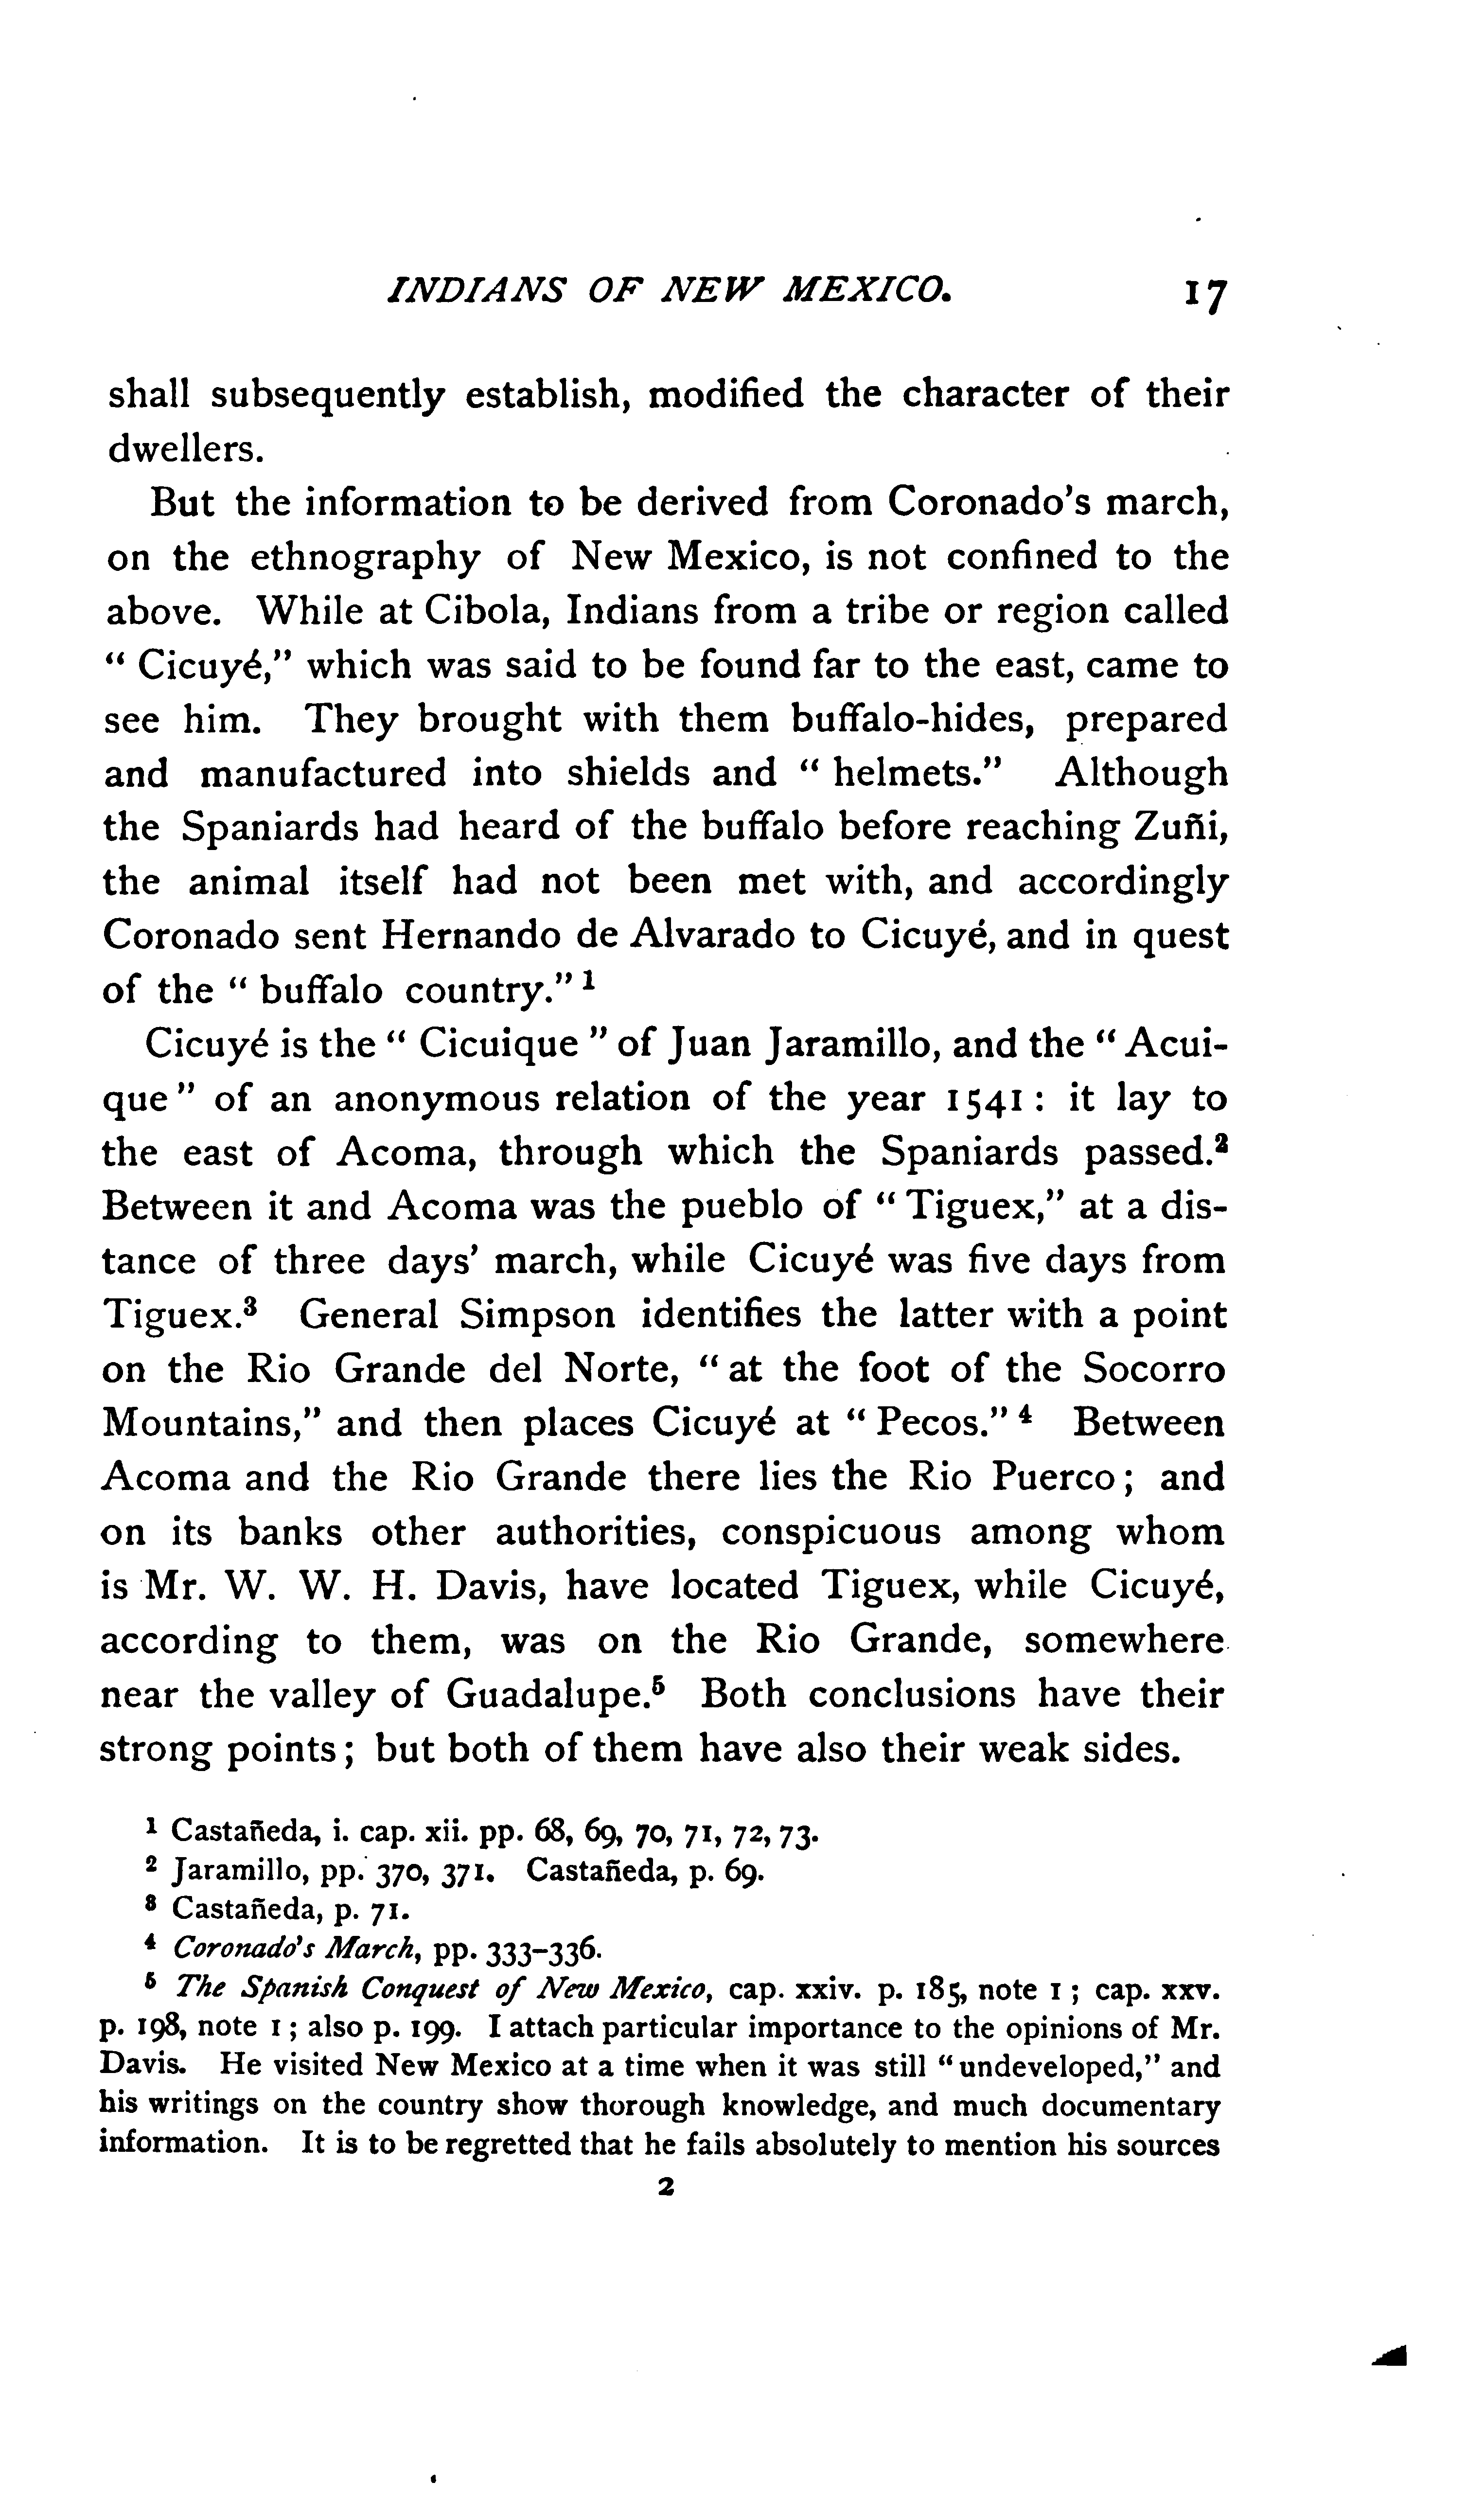 INDIANS OF NEW MEXICO. 17
shall subsequently establish, modified the character of their
dwellers.
But the information to be derived from Coronado's march,
on the ethnography of New Mexico, is not confined to the
above. While at Cibola, Indians from a tribe or region called
" Cicuyé," which was said to be found far to the east, came to
see him. They brought with them buffalo-hides, prepared
and manufactured into shields and " helmets." Although
the Spaniards had heard of the buffalo before reaching Zuñi,
the animal itself had not been met with, and accordingly
Coronado sent Hernando de Alvarado to Cicuyé, and in quest
of the " buffalo country." ¹
Cicuyé is the " Cicuique " of Juan Jaramillo, and the " Acui-
que " of an anonymous relation of the year 1541 : it lay to
the east of Acoma, through which the Spaniards passed.²
Between it and Acoma was the pueblo of " Tiguex," at a dis-
tance of three days' march, while Cicuyé was five days from
Tiguex.³ General Simpson identifies the latter with a point
on the Rio Grande del Norte, " at the foot of the Socorro
Mountains," and then places Cicuyé at " Pecos." ⁴ Between
Acoma and the Rio Grande there lies the Rio Puerco ; and
on its banks other authorities, conspicuous among whom
is Mr. W. W. H. Davis, have located Tiguex, while Cicuyé,
according to them, was on the Rio Grande, somewhere
near the valley of Guadalupe.⁵ Both conclusions have their
strong points ; but both of them have also their weak sides.
¹ Castañeda, i. cap. xii. pp. 68, 69, 70, 71, 72, 73.
² Jaramillo, pp. 370, 371. Castañeda, p. 69.
³ Castañeda, p. 71.
⁴ Coronado's March, pp. 333–336.
⁵ The Spanish Conquest of New Mexico, cap. xxiv. p. 185, note 1 ; cap. xxv.
p. 198, note 1 ; also p. 199. I attach particular importance to the opinions of Mr.
Davis. He visited New Mexico at a time when it was still " undeveloped," and
his writings on the country show thorough knowledge, and much documentary
information. It is to be regretted that he fails absolutely to mention his sources
2